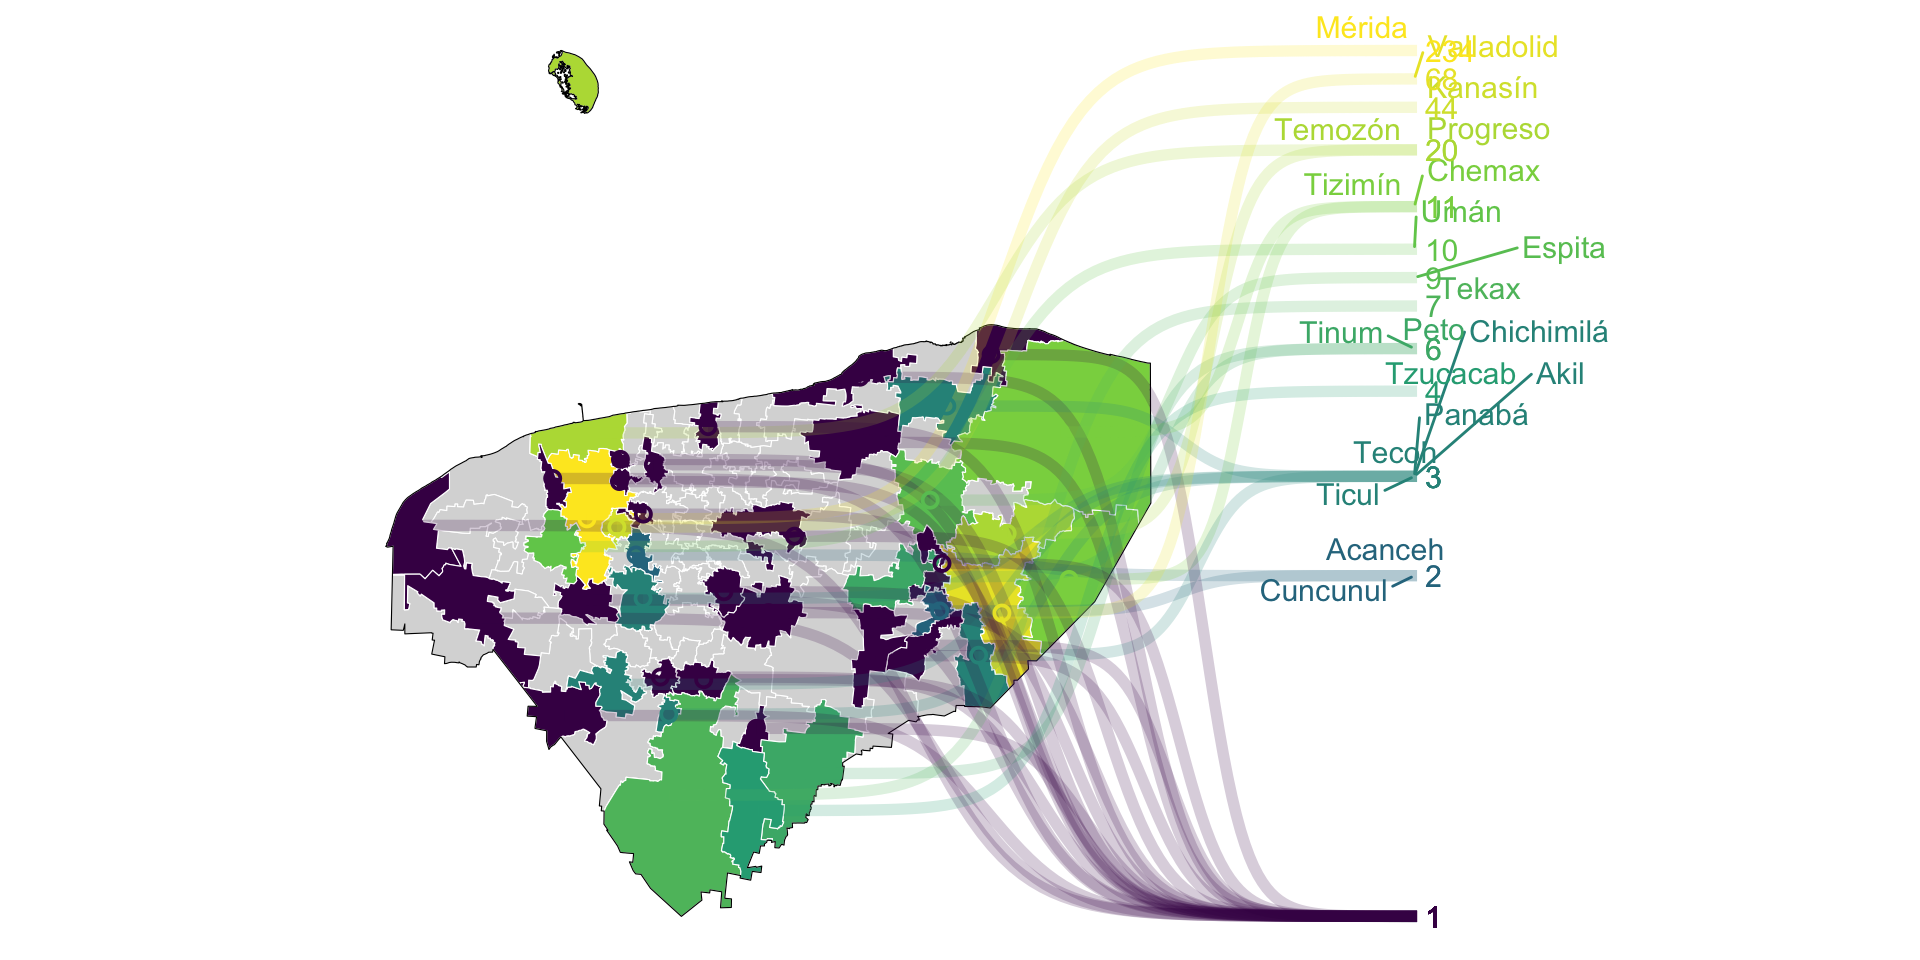 Mérida
Valladolid
234
68
Kanasín
44
Temozón
Progreso
20
Chemax
Tizimín
11
Umán
10
Espita
9
Tekax
7
Tinum
Peto
Chichimilá
6
Tzucacab
Akil
4
Panabá
Tecoh
3
Ticul
Acanceh
2
Cuncunul
1